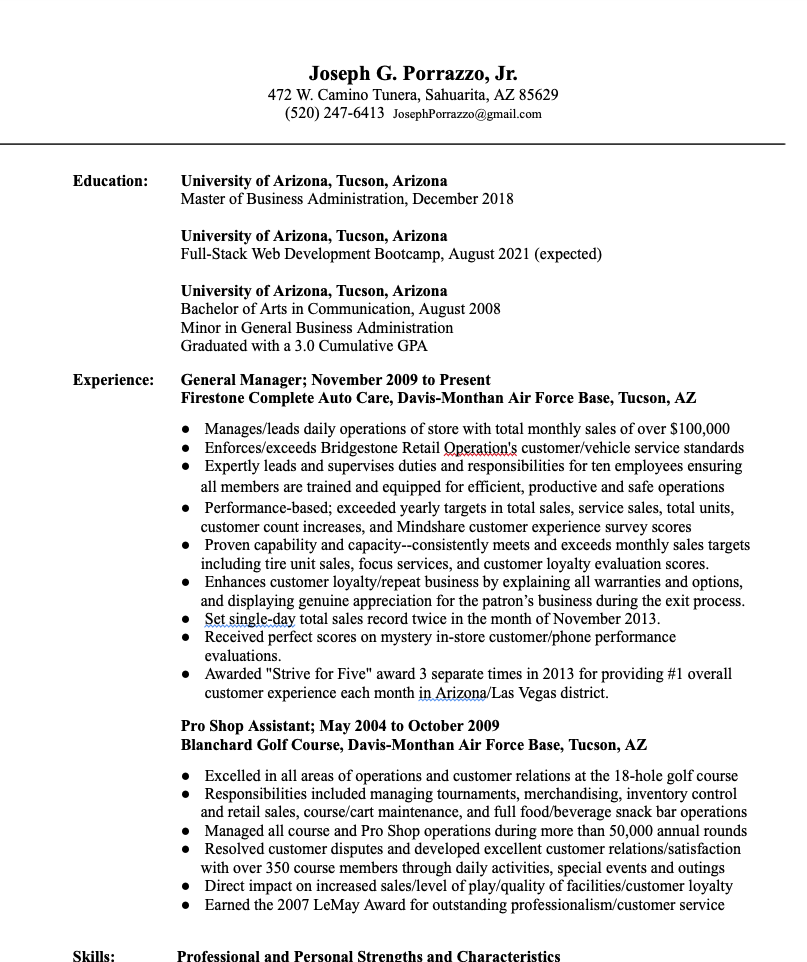 Joseph G. Porrazzo, Jr.
472 W. Camino Tunera, Sahuarita, AZ 85629
(520) 247-6413 JosephPorrazzo@gmail.com
Education: University of Arizona, Tucson, Arizona
Master of Business Administration, December 2018
University of Arizona, Tucson, Arizona
Full-Stack Web Development Bootcamp, August 2021 (expected)
University of Arizona, Tucson, Arizona
Bachelor of Arts in Communication, August 2008
Minor in General Business Administration
Graduated with a 3.0 Cumulative GPA
Experience: General Manager; November 2009 to Present
Firestone Complete Auto Care, Davis-Monthan Air Force Base, Tucson, AZ
● Manages/leads daily operations of store with total monthly sales of over $100,000
● Enforces/exceeds Bridgestone Retail Operation's customer/vehicle service standards
● Expertly leads and supervises duties and responsibilities for ten employees ensuring
all members are trained and equipped for efficient, productive and safe operations
● Performance-based; exceeded yearly targets in total sales, service sales, total units,
customer count increases, and Mindshare customer experience survey scores
● Proven capability and capacity--consistently meets and exceeds monthly sales targets
including tire unit sales, focus services, and customer loyalty evaluation scores.
● Enhances customer loyalty/repeat business by explaining all warranties and options,
and displaying genuine appreciation for the patron’s business during the exit process.
● Set single-day total sales record twice in the month of November 2013.
● Received perfect scores on mystery in-store customer/phone performance
evaluations.
● Awarded "Strive for Five" award 3 separate times in 2013 for providing #1 overall
customer experience each month in Arizona/Las Vegas district.
Pro Shop Assistant; May 2004 to October 2009
Blanchard Golf Course, Davis-Monthan Air Force Base, Tucson, AZ
● Excelled in all areas of operations and customer relations at the 18-hole golf course
● Responsibilities included managing tournaments, merchandising, inventory control
and retail sales, course/cart maintenance, and full food/beverage snack bar operations
● Managed all course and Pro Shop operations during more than 50,000 annual rounds
● Resolved customer disputes and developed excellent customer relations/satisfaction
with over 350 course members through daily activities, special events and outings
● Direct impact on increased sales/level of play/quality of facilities/customer loyalty
● Earned the 2007 LeMay Award for outstanding professionalism/customer service
Skills: Professional and Personal Strengths and Characteristics